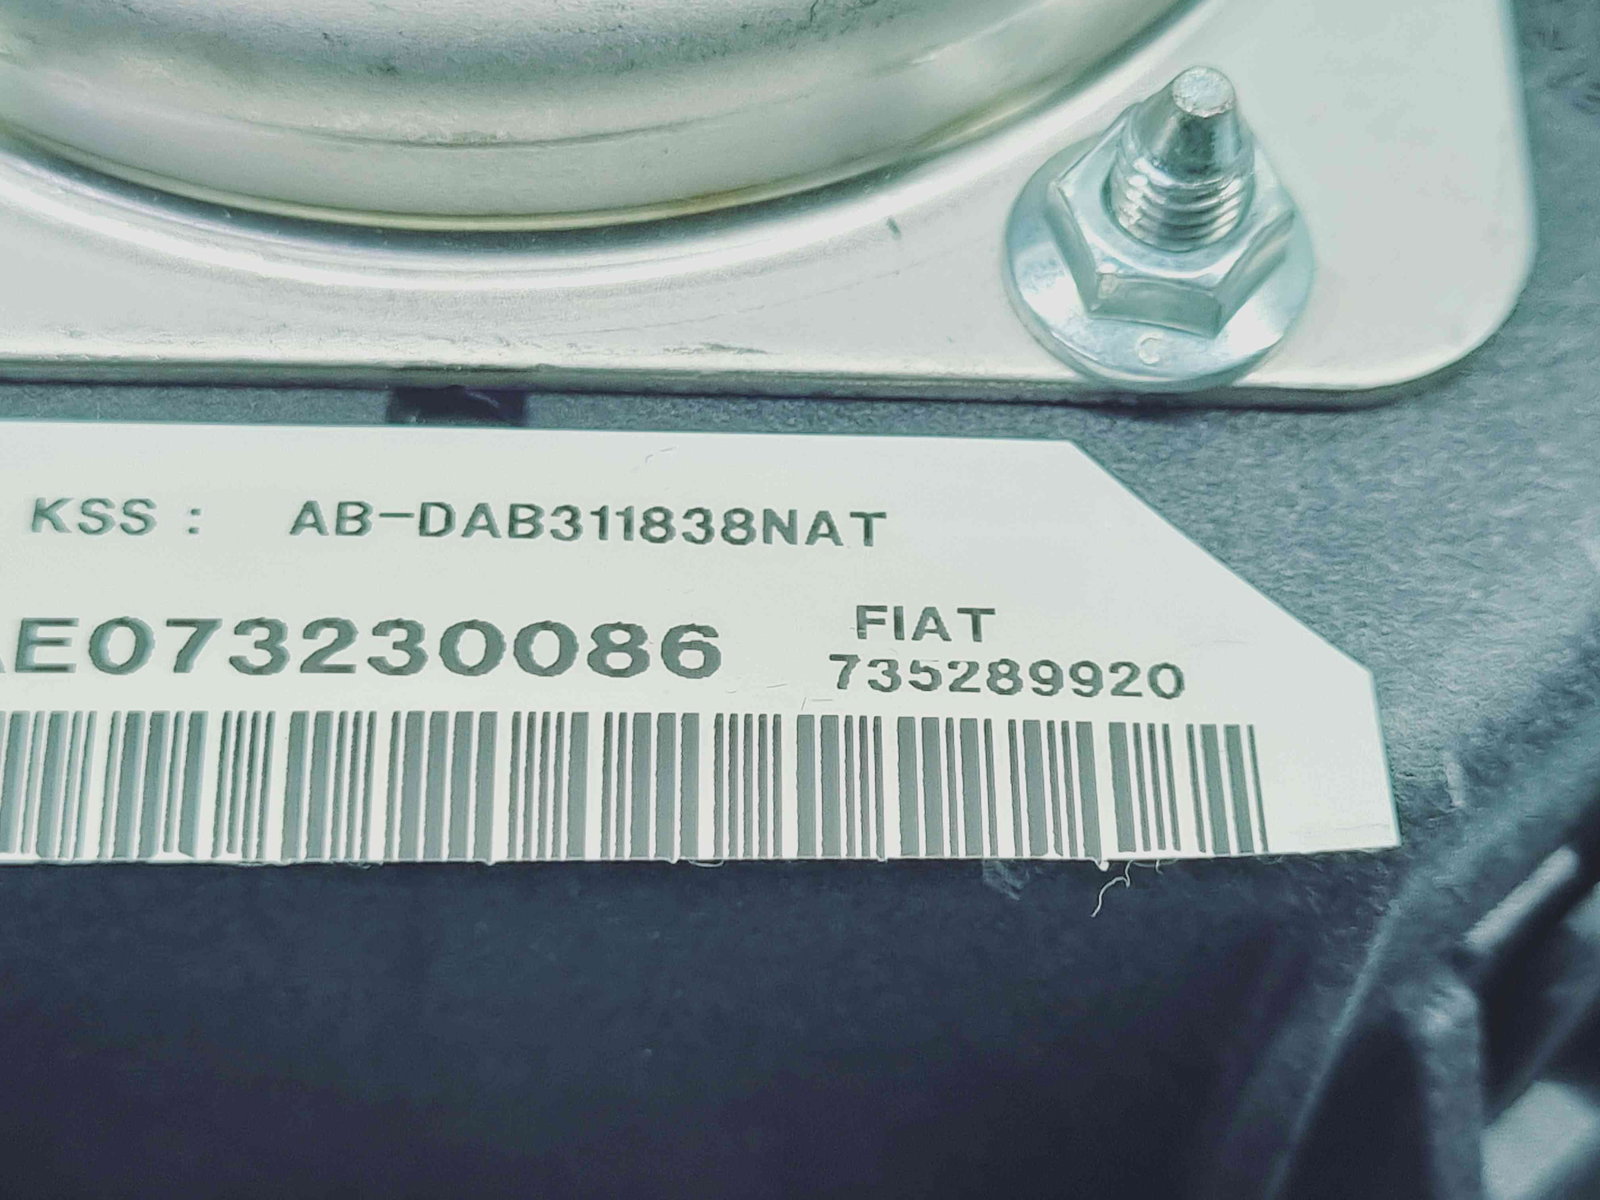 KSS : AB-DAB311838NAT
AE073230086
FIAT
735289920
C